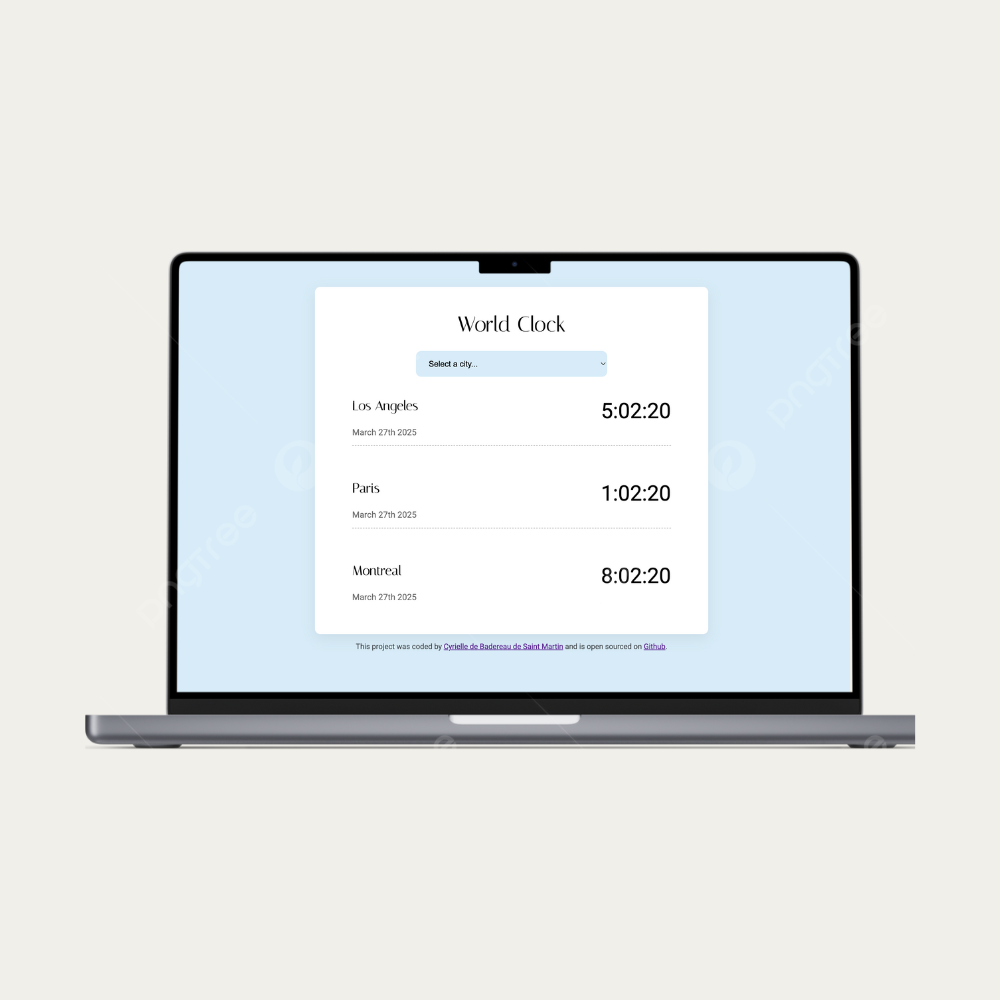 World Clock
Select a city...
Los Angeles
5:02:20
March 27th 2025
Paris
1:02:20
March 27th 2025
Montreal
8:02:20
March 27th 2025
This project was coded by Cyrielle de Badereau de Saint Martin and is open sourced on Github.
pngtree
pngtree